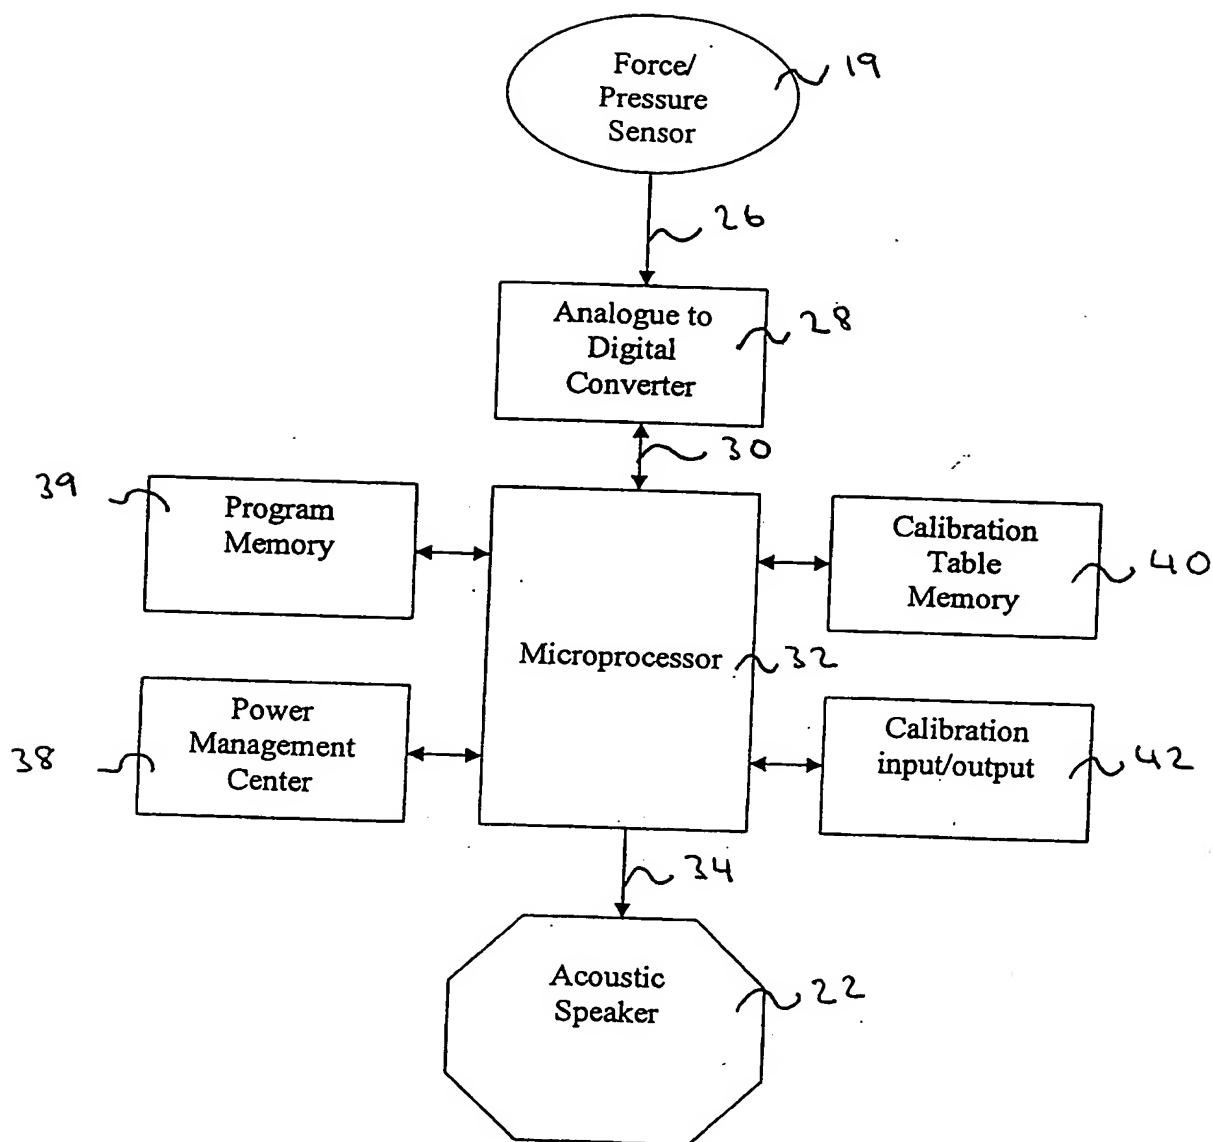 Force/
Pressure
Sensor
19
26
Analogue to
Digital
Converter
28
30
39
Program
Memory
Calibration
Table
Memory
40
Microprocessor
32
38
Power
Management
Center
Calibration
input/output
42
34
Acoustic
Speaker
22